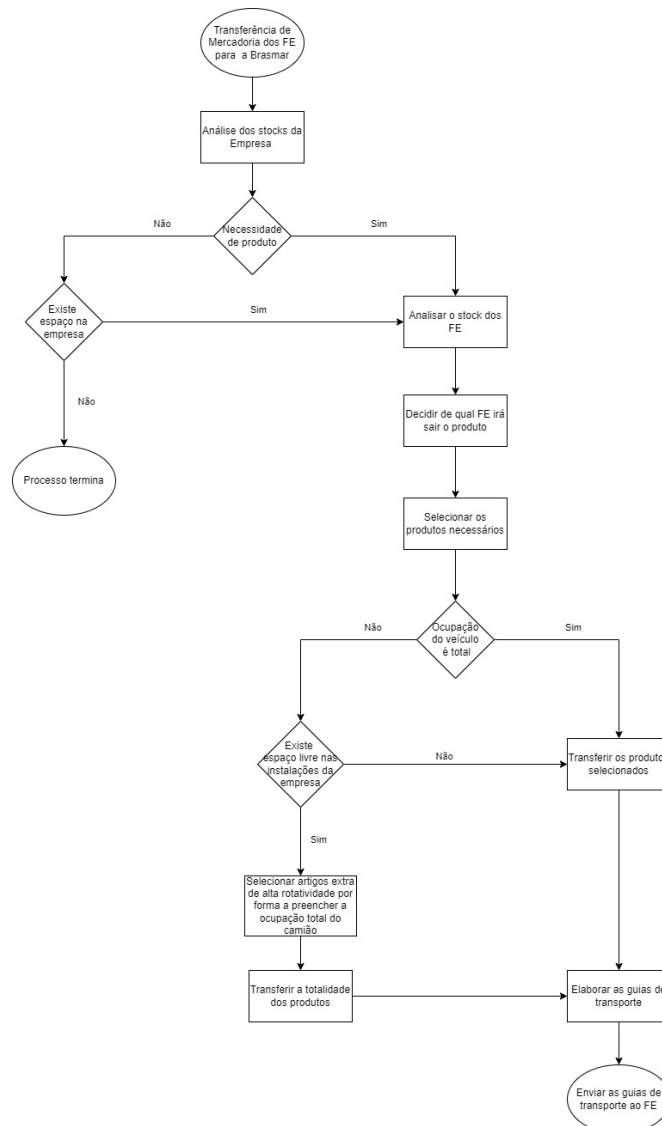 Transferência de
Mercadoria dos FE
para a Brasmar
Análise dos stocks da
Empresa
Não
Necessidade
de produto
Sim
Existe
espaço na
empresa
Sim
Analisar o stock dos
FE
Não
Decidir de qual FE irá
sair o produto
Processo termina
Selecionar os
produtos necessários
Não
Ocupação
do veículo
é total
Sim
Existe
espaço livre nas
instalações da
empresa
Não
Transferir os produto
selecionados
Sim
Selecionar artigos extra
de alta rotatividade por
forma a preencher a
ocupação total do
camião
Transferir a totalidade
dos produtos
Elaborar as guias de
transporte
Enviar as guias de
transporte ao FE